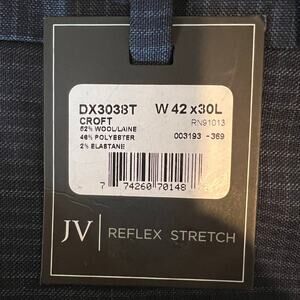 DX3038T W 42 x30L
CROFT RN91013
52% WOOL/LAINE
46% POLYESTER 003193 -369
2% ELASTANE
7 74260 70148
JV | REFLEX STRETCH